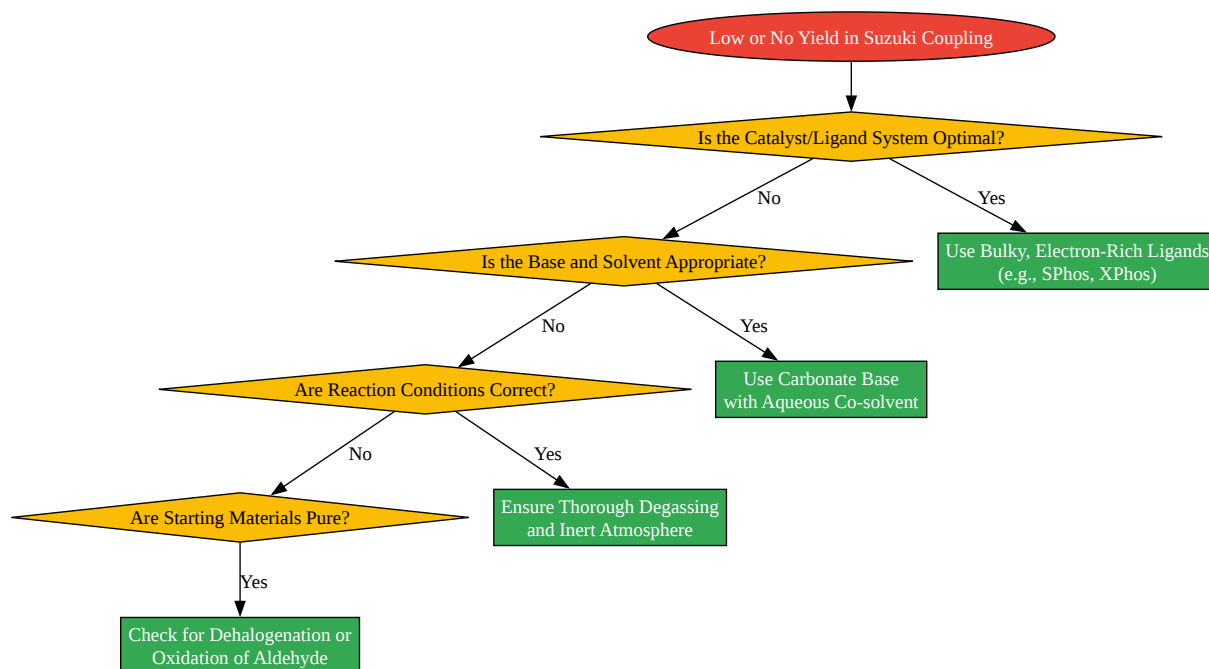 Low or No Yield in Suzuki Coupling
Is the Catalyst/Ligand System Optimal?
No
Yes
Is the Base and Solvent Appropriate?
Use Bulky, Electron-Rich Ligands
(e.g., SPhos, XPhos)
No
Yes
Are Reaction Conditions Correct?
Use Carbonate Base
with Aqueous Co-solvent
No
Yes
Are Starting Materials Pure?
Ensure Thorough Degassing
and Inert Atmosphere
Yes
Check for Dehalogenation or
Oxidation of Aldehyde